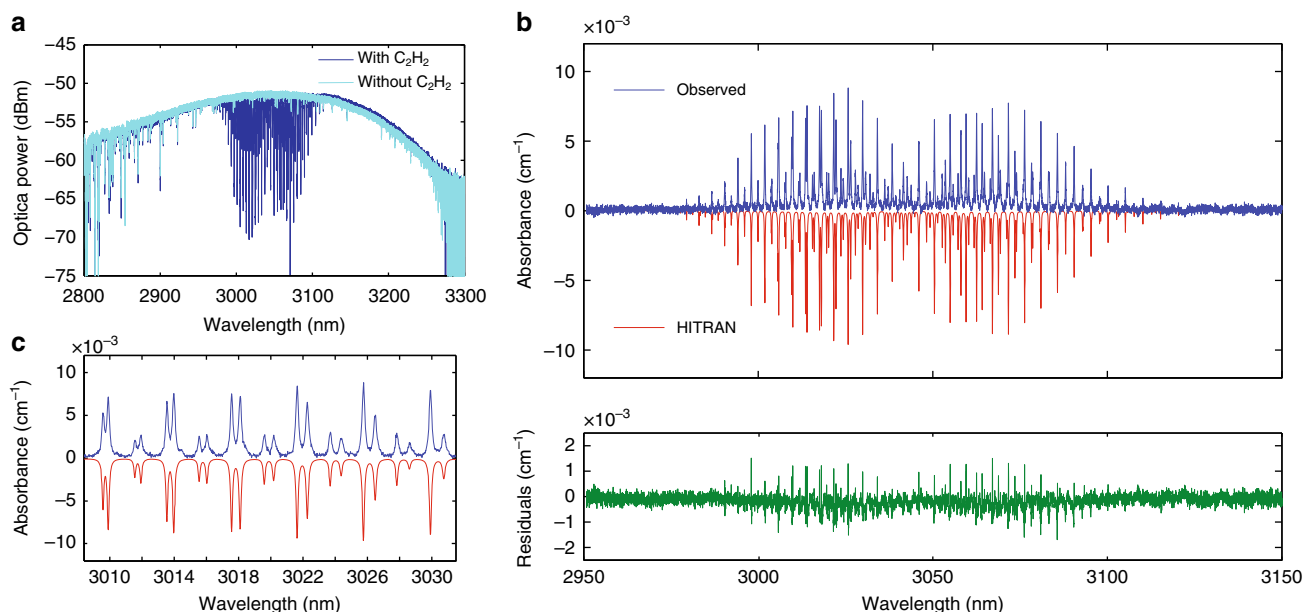 a
−45
−50
−55
−60
−65
−70
−75
Optical power (dBm)
With C₂H₂
Without C₂H₂
2800 2900 3000 3100 3200 3300
Wavelength (nm)
b
×10⁻³
10
5
0
−5
−10
Absorbance (cm⁻¹)
Observed
HITRAN
×10⁻³
2
1
0
−1
−2
Residuals (cm⁻¹)
2950 3000 3050 3100 3150
Wavelength (nm)
c
×10⁻³
10
5
0
−5
−10
Absorbance (cm⁻¹)
3010 3014 3018 3022 3026 3030
Wavelength (nm)